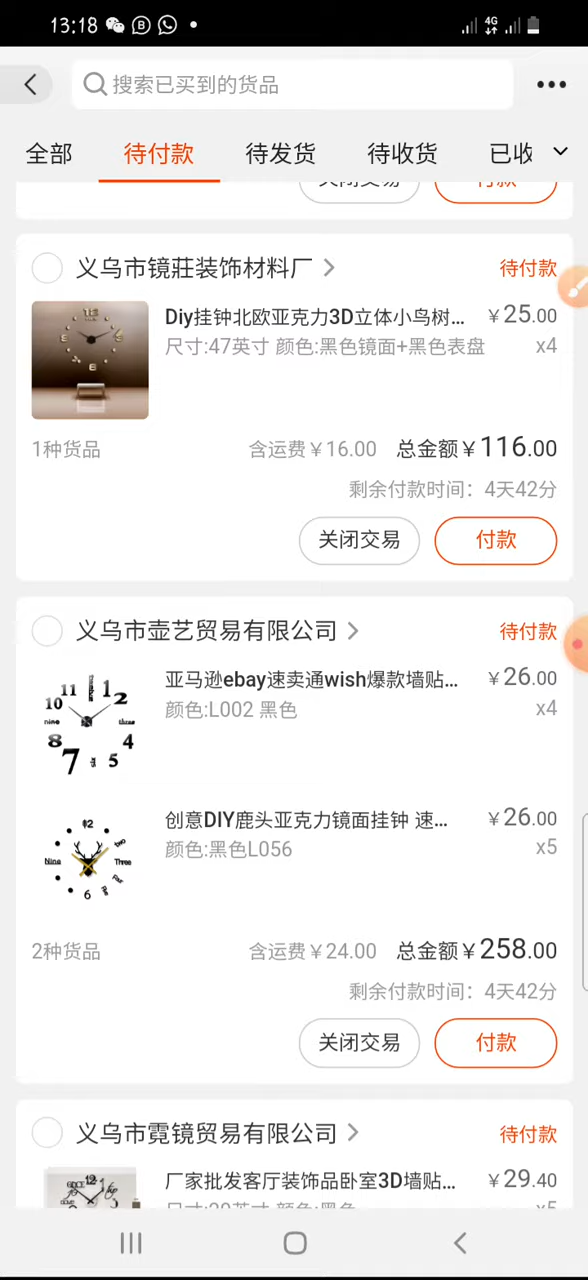 13:18
4G
搜索已买到的货品
全部 待付款 待发货 待收货 已收
关闭交易 付款
义乌市镜莊装饰材料厂 待付款
Diy挂钟北欧亚克力3D立体小鸟树... ¥25.00
尺寸:47英寸 颜色:黑色镜面+黑色表盘 x4
1种货品 含运费¥16.00 总金额¥116.00
剩余付款时间: 4天42分
关闭交易 付款
义乌市壶艺贸易有限公司 待付款
亚马逊ebay速卖通wish爆款墙贴... ¥26.00
颜色:L002 黑色 x4
创意DIY鹿头亚克力镜面挂钟 速... ¥26.00
颜色:黑色L056 x5
2种货品 含运费¥24.00 总金额¥258.00
剩余付款时间: 4天42分
关闭交易 付款
义乌市霓镜贸易有限公司 待付款
厂家批发客厅装饰品卧室3D墙贴... ¥29.40